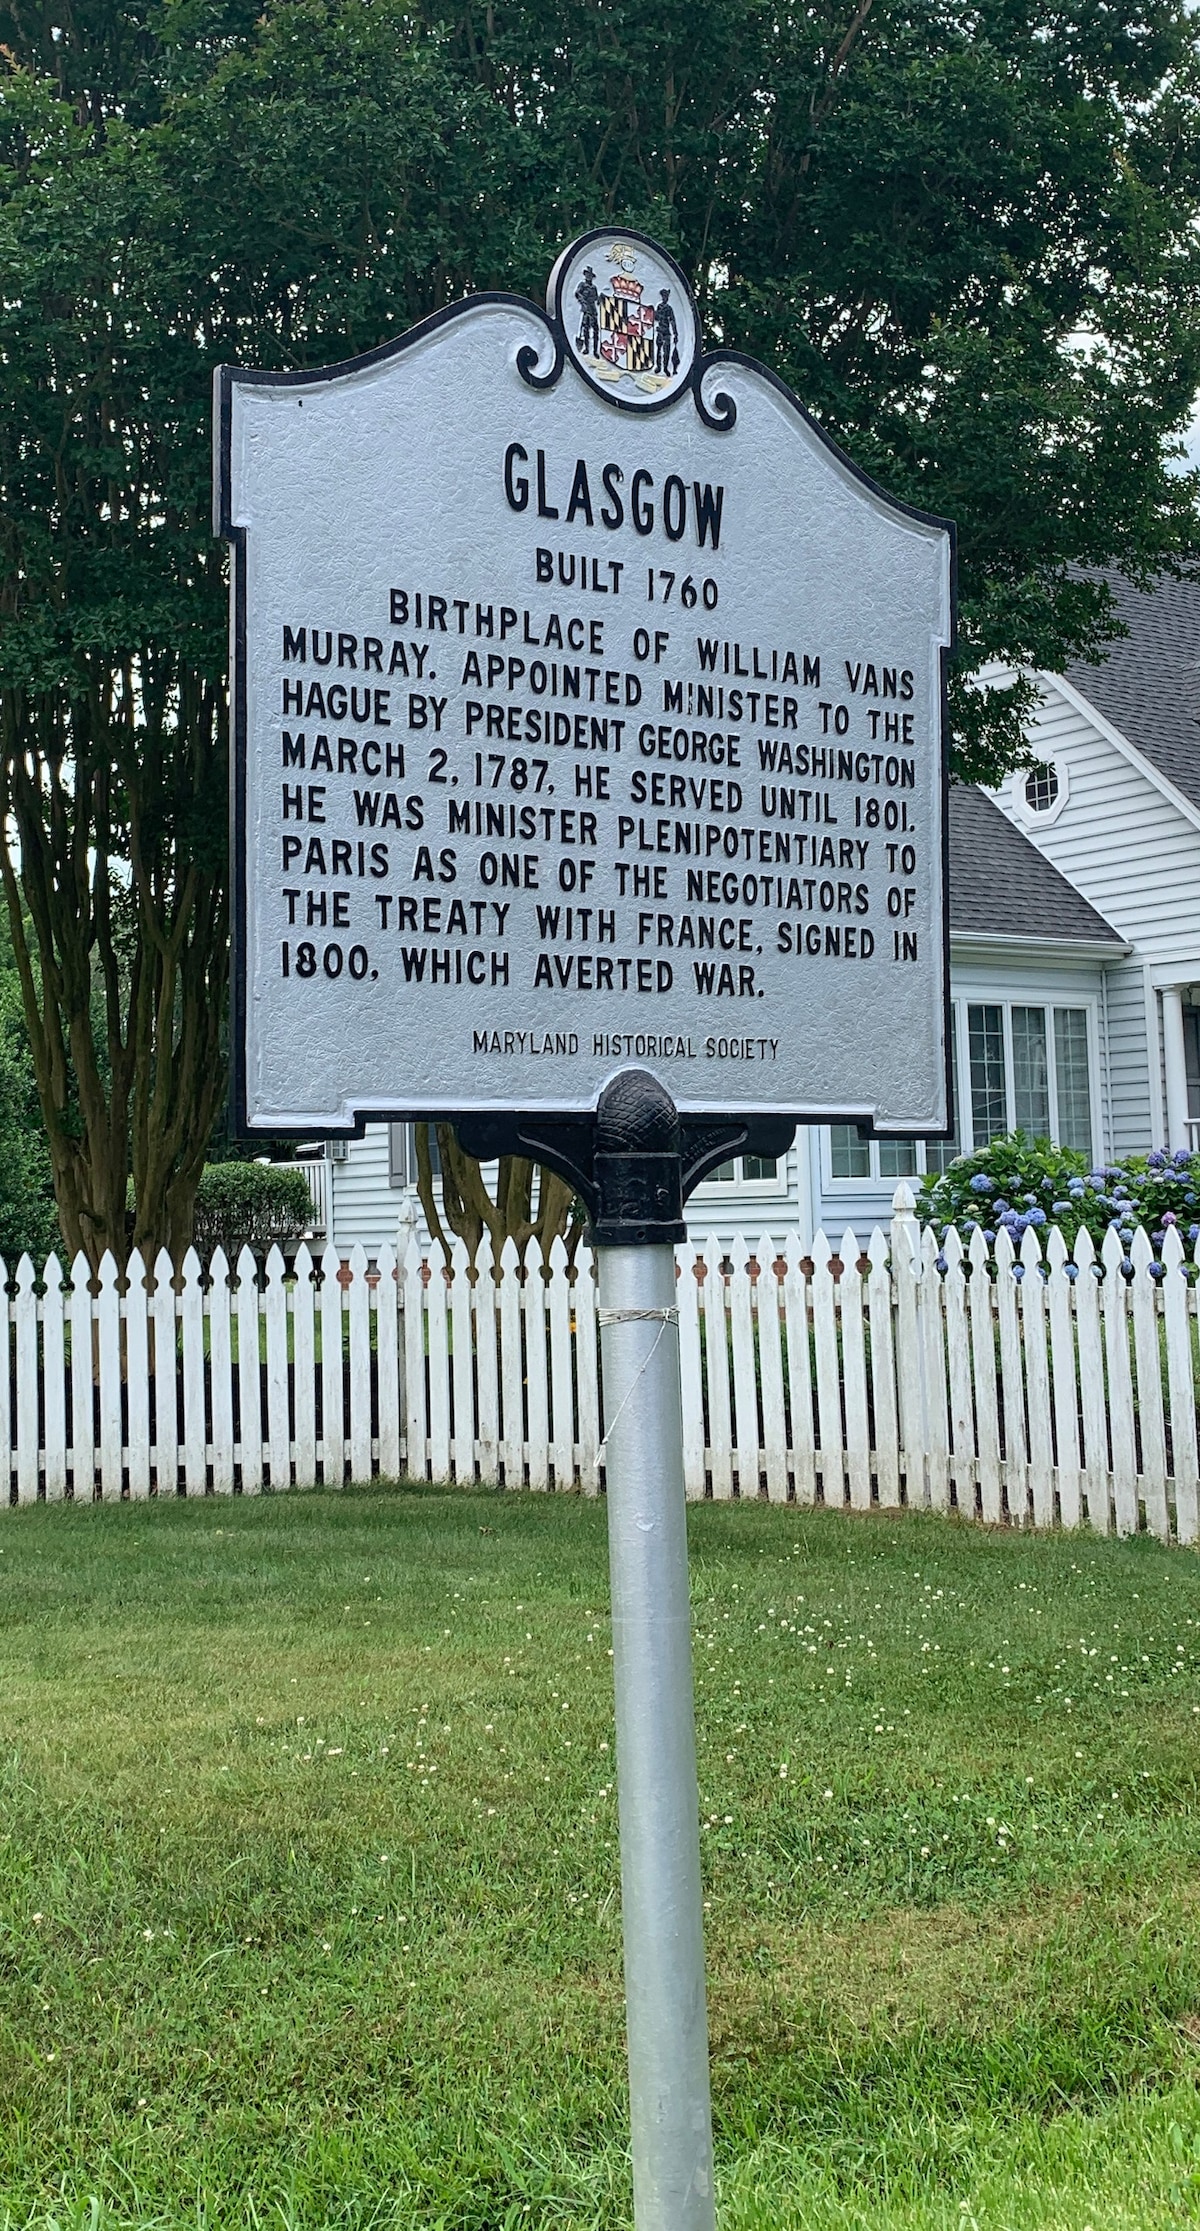 GLASGOW
BUILT 1760
BIRTHPLACE OF WILLIAM VANS
MURRAY. APPOINTED MINISTER TO THE
HAGUE BY PRESIDENT GEORGE WASHINGTON
MARCH 2, 1787, HE SERVED UNTIL 1801.
HE WAS MINISTER PLENIPOTENTIARY TO
PARIS AS ONE OF THE NEGOTIATORS OF
THE TREATY WITH FRANCE, SIGNED IN
1800, WHICH AVERTED WAR.
MARYLAND HISTORICAL SOCIETY